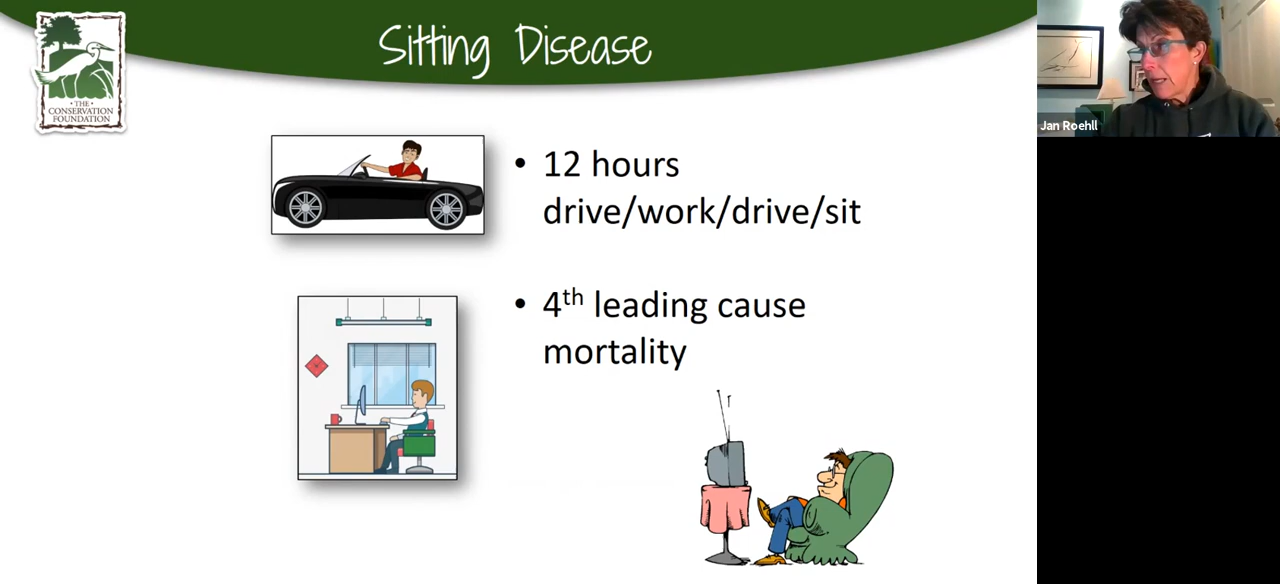 Sitting Disease
• THE •
CONSERVATION
FOUNDATION
Jan Roehll
• 12 hours
drive/work/drive/sit
• 4th leading cause
mortality